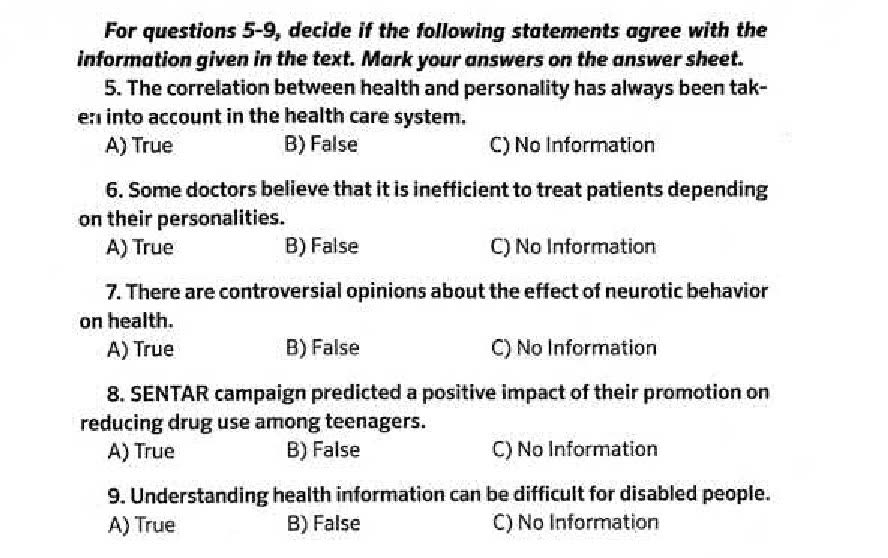 For questions 5-9, decide if the following statements agree with the
information given in the text. Mark your answers on the answer sheet.
5. The correlation between health and personality has always been tak-
en into account in the health care system.
A) True B) False C) No Information
6. Some doctors believe that it is inefficient to treat patients depending
on their personalities.
A) True B) False C) No Information
7. There are controversial opinions about the effect of neurotic behavior
on health.
A) True B) False C) No Information
8. SENTAR campaign predicted a positive impact of their promotion on
reducing drug use among teenagers.
A) True B) False C) No Information
9. Understanding health information can be difficult for disabled people.
A) True B) False C) No Information